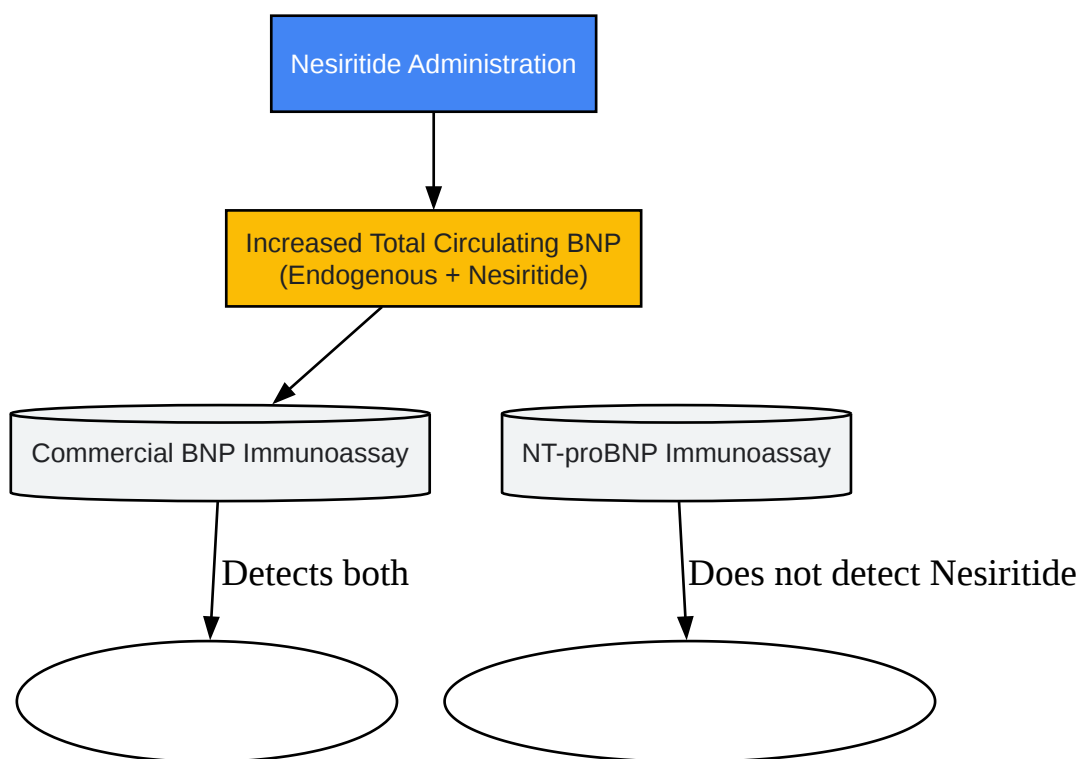 Nesiritide Administration
Increased Total Circulating BNP
(Endogenous + Nesiritide)
Commercial BNP Immunoassay
NT-proBNP Immunoassay
Detects both
Does not detect Nesiritide